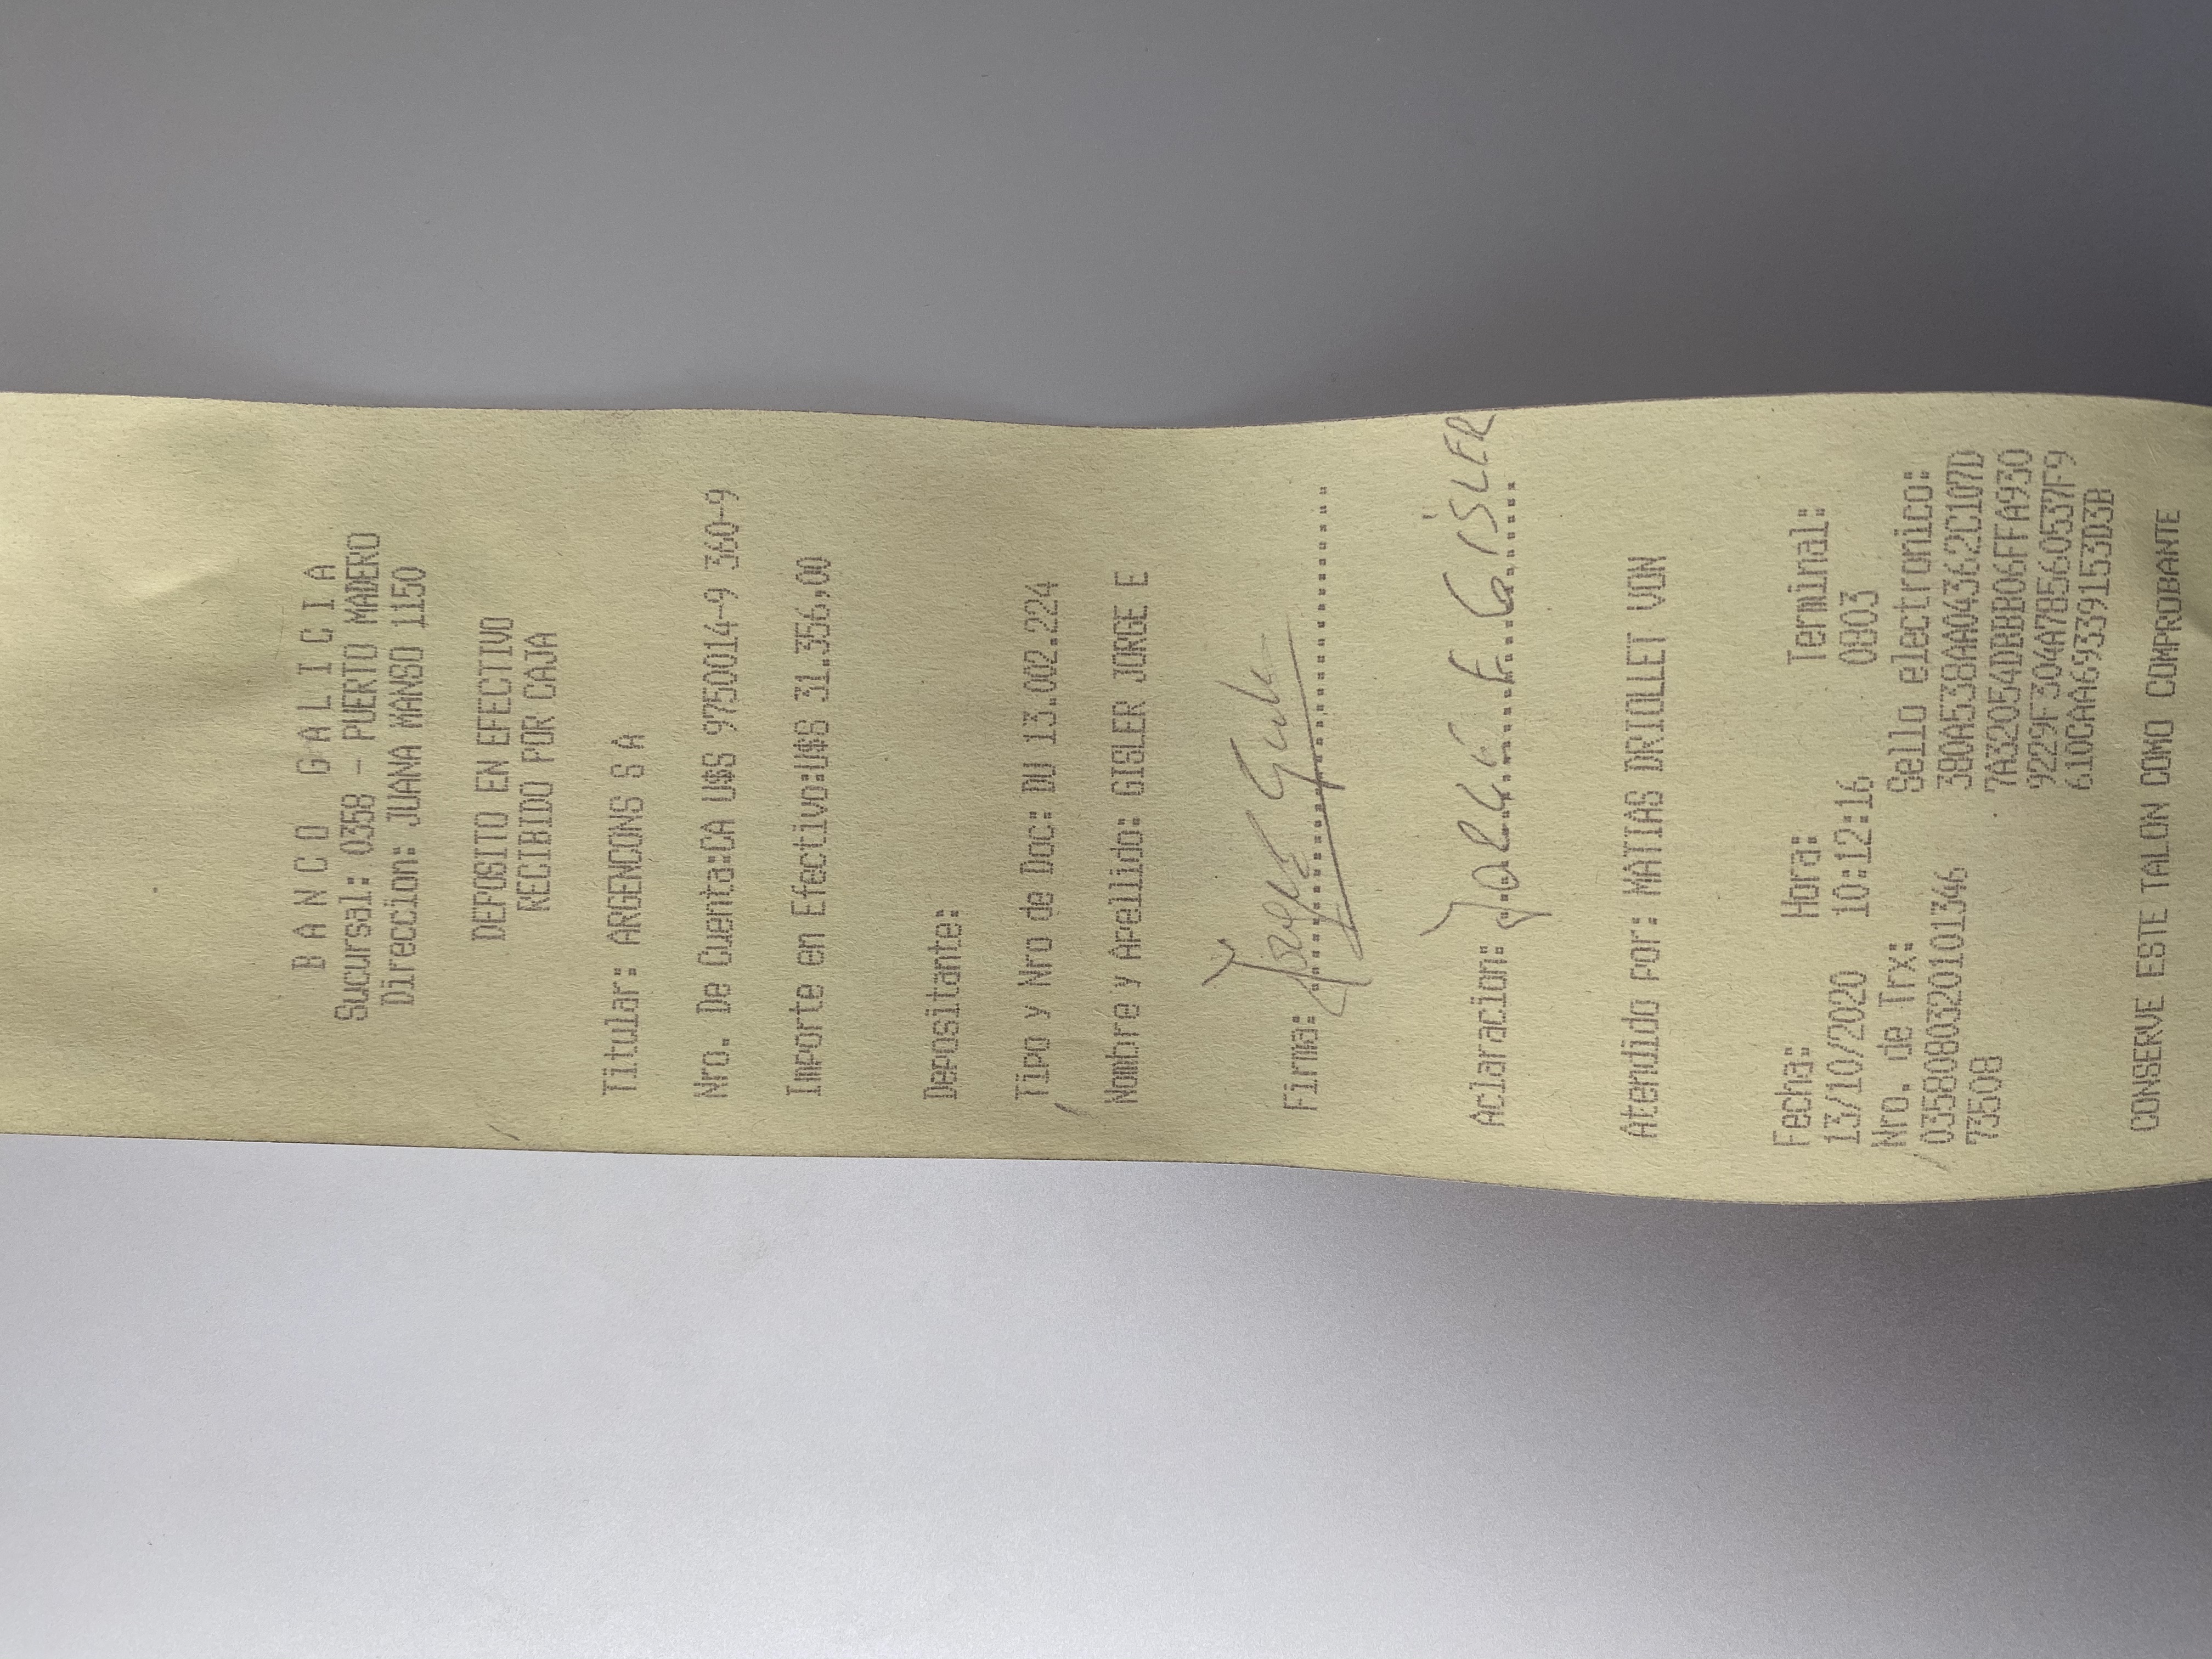 B A N C O   G A L I C I A
Sucursal: 0358 - PUERTO MADERO
Direccion: JUANA MANSO 1150
DEPOSITO EN EFECTIVO
RECIBIDO POR CAJA
Titular: ARGENCONS S A
Nro. De Cuenta:CA U$S 9750014-9 360-9
Importe en Efectivo:U$S 31.356,00
Depositante:
Tipo y Nro de Doc: DU 13.002.224
Nombre y Apellido: GISLER JORGE E
Firma:
Aclaracion: JORGE E GISLER
Atendido por: MATIAS DRIOLLET VON
Fecha: Hora: Terminal:
13/10/2020 10:12:16 0803
Nro. de Trx: Sello electronico:
0358080320101346 380A538AA04362C107D
73508 7A32054DBB06FFA930
9229F304A7B560537F9
610CAA69339153D3B
CONSERVE ESTE TALON COMO COMPROBANTE